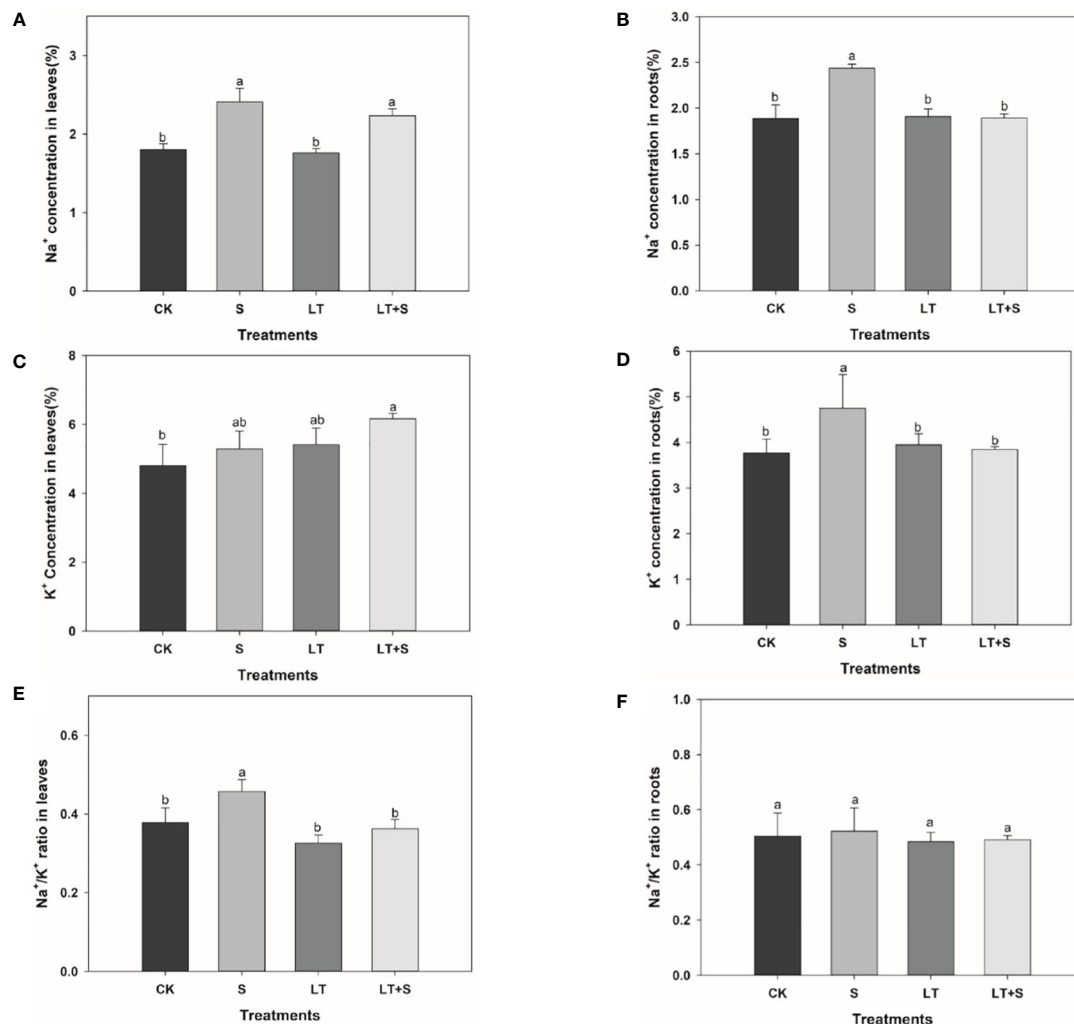 A
Na⁺ concentration in leaves(%)
3
2
1
0
b
a
b
a
CK S LT LT+S
Treatments
B
Na⁺ concentration in roots(%)
3.0
2.5
2.0
1.5
1.0
.5
0.0
b
a
b
b
CK S LT LT+S
Treatments
C
K⁺ Concentration in leaves(%)
8
6
4
2
0
b
ab
ab
a
CK S LT LT+S
Treatments
D
K⁺ concentration in roots(%)
6
5
4
3
2
1
0
b
a
b
b
CK S LT LT+S
Treatments
E
Na⁺/K⁺ ratio in leaves
0.6
0.4
0.2
0.0
b
a
b
b
CK S LT LT+S
Treatments
F
Na⁺/K⁺ ratio in roots
1.0
0.8
0.6
0.4
0.2
0.0
a
a
a
a
CK S LT LT+S
Treatments